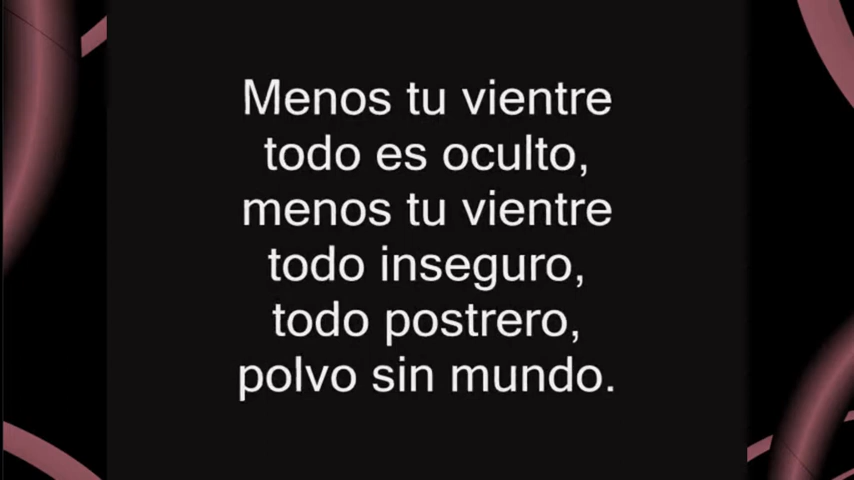 Menos tu vientre
todo es oculto,
menos tu vientre
todo inseguro,
todo postrero,
polvo sin mundo.